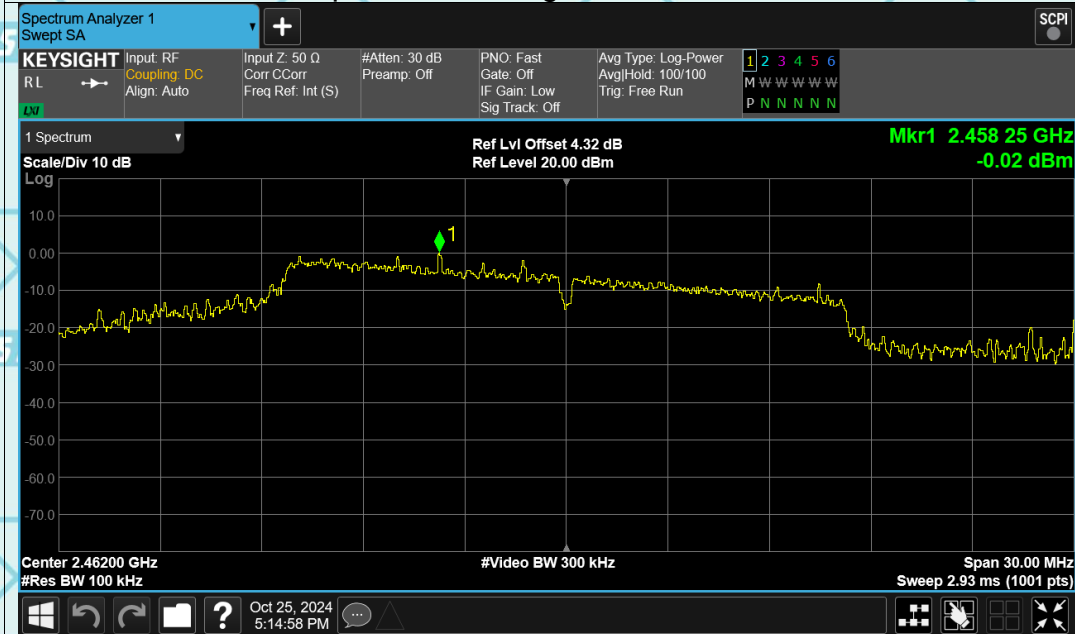 Spectrum Analyzer 1
Swept SA
+
SCPI
KEYSIGHT
RL
LXI
Input: RF
Coupling: DC
Align: Auto
Input Z: 50 Ω
Corr CCorr
Freq Ref: Int (S)
#Atten: 30 dB
Preamp: Off
PNO: Fast
Gate: Off
IF Gain: Low
Sig Track: Off
Avg Type: Log-Power
Avg|Hold: 100/100
Trig: Free Run
1 2 3 4 5 6
M W W W W W
P N N N N N
1 Spectrum
Scale/Div 10 dB
Log
Ref Lvl Offset 4.32 dB
Ref Level 20.00 dBm
Mkr1 2.458 25 GHz
-0.02 dBm
1
10.0
0.00
-10.0
-20.0
-30.0
-40.0
-50.0
-60.0
-70.0
Center 2.46200 GHz
#Res BW 100 kHz
#Video BW 300 kHz
Span 30.00 MHz
Sweep 2.93 ms (1001 pts)
?
Oct 25, 2024
5:14:58 PM